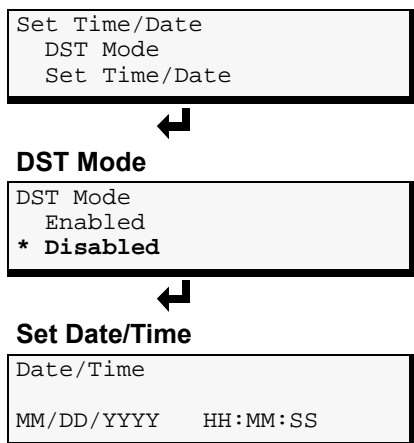 Set Time/Date
DST Mode
Set Time/Date
DST Mode
DST Mode
Enabled
* Disabled
Set Date/Time
Date/Time
MM/DD/YYYY HH:MM:SS